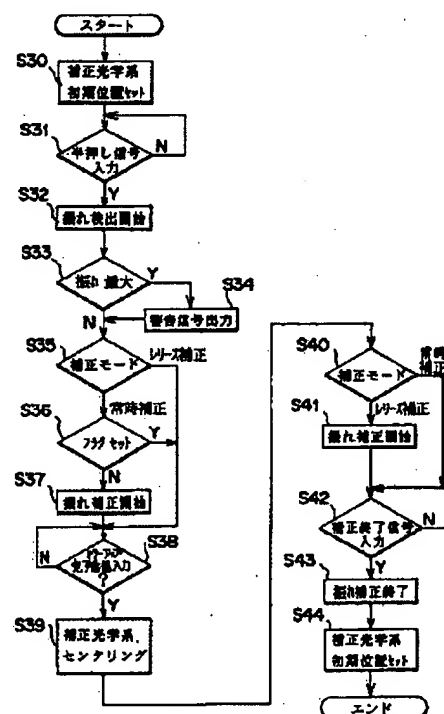 スタート
S30
補正光学系
初期位置セット
S31
半押し信号
入力
N
Y
S32
振れ検出開始
S33
振れ 最大
Y
S34
警告信号出力
N
S35
補正モード
シリーズ補正
常時補正
S36
フラグセット
Y
N
S37
振れ補正開始
S38
N
?
Y
S39
補正光学系、
センタリング
S40
補正モード
常時
補正
シリーズ補正
S41
振れ補正開始
S42
補正終了信号
入力
N
Y
S43
振れ補正終了
S44
補正光学系
初期位置セット
エンド